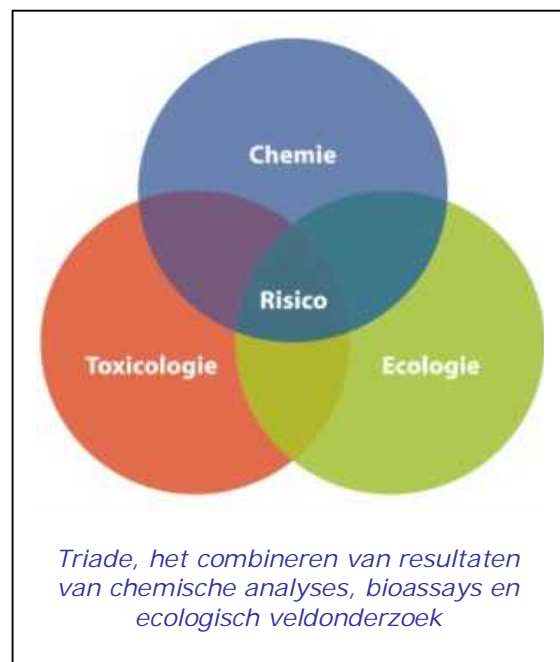 Chemie
Risico
Toxicologie
Ecologie
Triade, het combineren van resultaten
van chemische analyses, bioassays en
ecologisch veldonderzoek